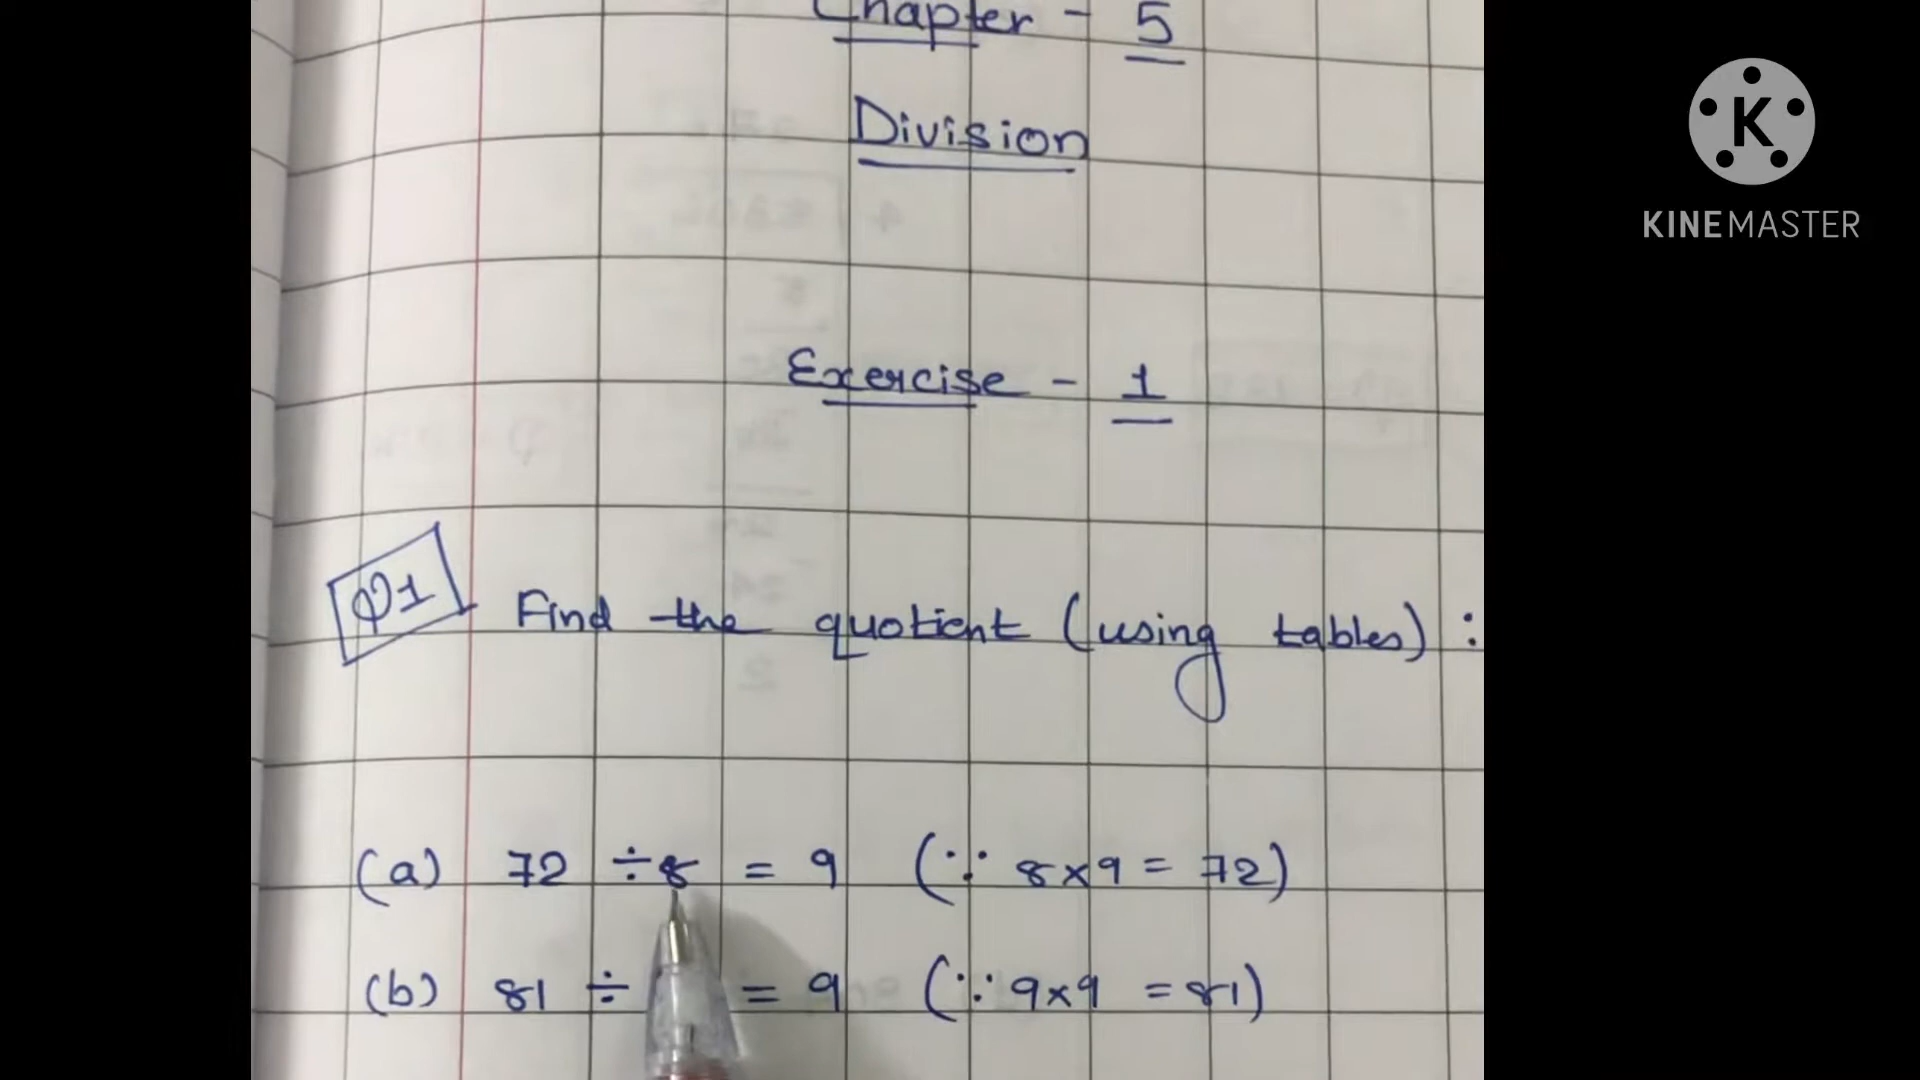 Chapter - 5
Division
Exercise - 1
Q1 Find the quotient (using tables) :
(a) 72 ÷ 8 = 9 (∵ 8×9 = 72)
(b) 81 ÷ = 9 (∵ 9×9 = 81)
K
KINEMASTER